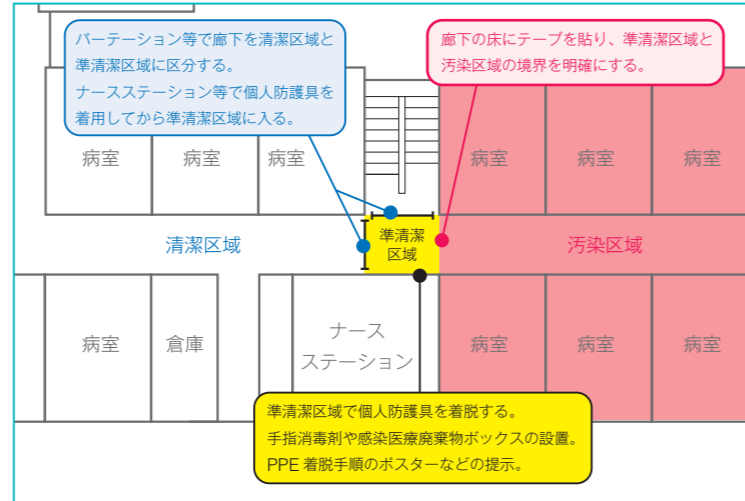 パーテーション等で廊下を清潔区域と
準清潔区域に区分する。
ナースステーション等で個人防護具を
着用してから準清潔区域に入る。
廊下の床にテープを貼り、準清潔区域と
汚染区域の境界を明確にする。
病室
病室
病室
病室
病室
病室
清潔区域
準清潔
区域
汚染区域
病室
倉庫
ナース
ステーション
病室
病室
病室
準清潔区域で個人防護具を着脱する。
手指消毒剤や感染医療廃棄物ボックスの設置。
PPE 着脱手順のポスターなどの提示。